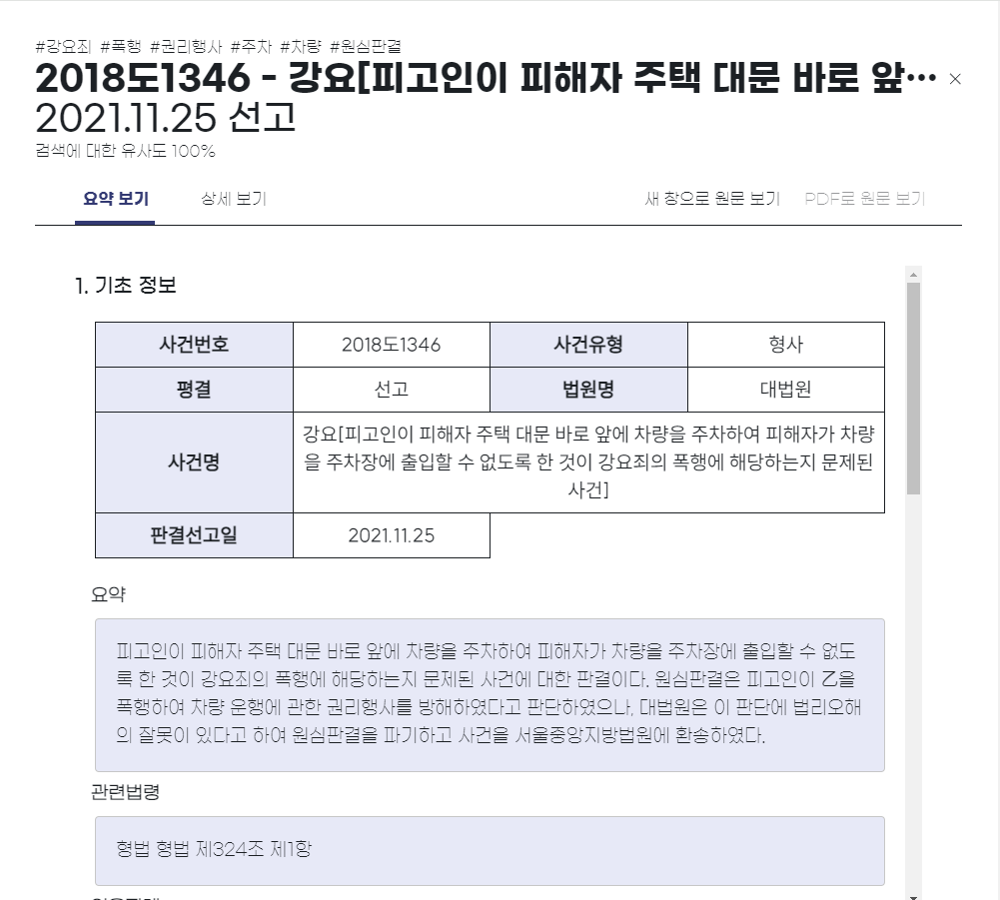 #강요죄 #폭행 #권리행사 #주차 #차량 #원심판결
2018도1346 - 강요[피고인이 피해자 주택 대문 바로 앞… ×
2021.11.25 선고
검색에 대한 유사도 100%
요약 보기 상세 보기 새 창으로 원문 보기 PDF로 원문 보기
1. 기초 정보
사건번호 2018도1346 사건유형 형사
평결 선고 법원명 대법원
강요[피고인이 피해자 주택 대문 바로 앞에 차량을 주차하여 피해자가 차량
사건명 을 주차장에 출입할 수 없도록 한 것이 강요죄의 폭행에 해당하는지 문제된
사건]
판결선고일 2021.11.25
요약
피고인이 피해자 주택 대문 바로 앞에 차량을 주차하여 피해자가 차량을 주차장에 출입할 수 없도
록 한 것이 강요죄의 폭행에 해당하는지 문제된 사건에 대한 판결이다. 원심판결은 피고인이 乙을
폭행하여 차량 운행에 관한 권리행사를 방해하였다고 판단하였으나, 대법원은 이 판단에 법리오해
의 잘못이 있다고 하여 원심판결을 파기하고 사건을 서울중앙지방법원에 환송하였다.
관련법령
형법 형법 제324조 제1항